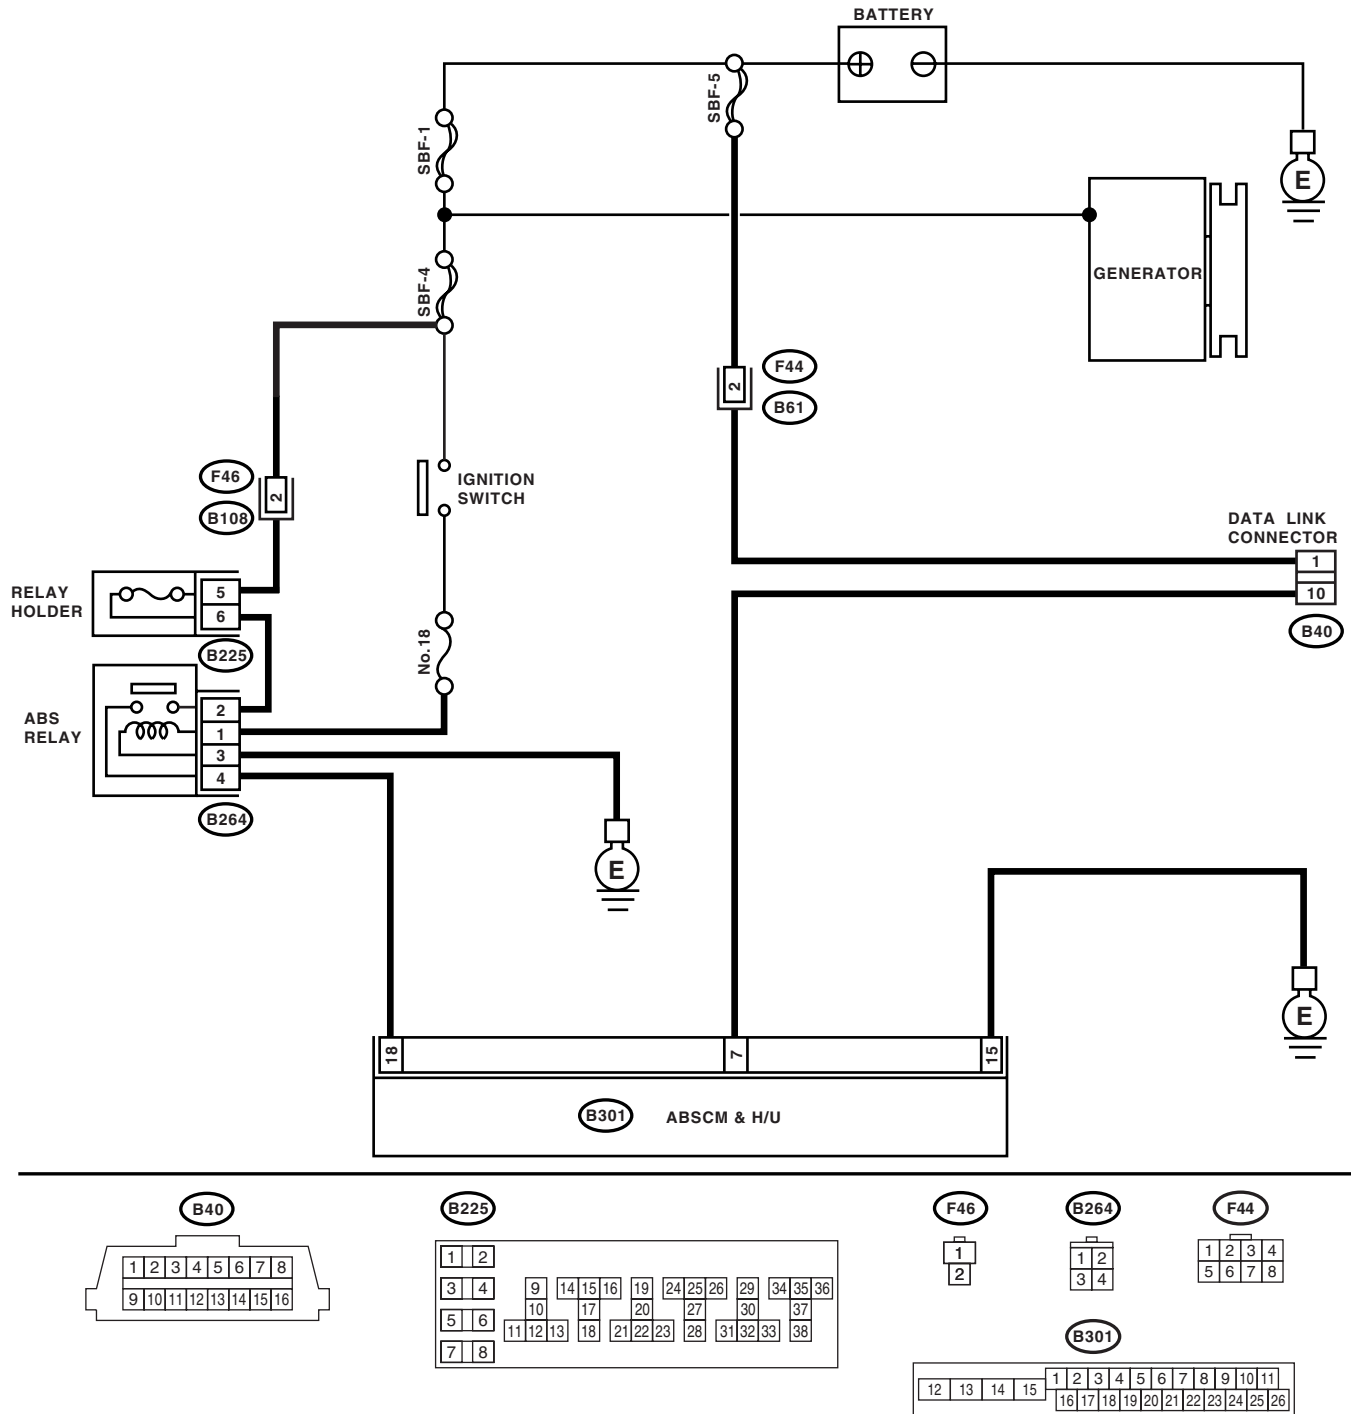 BATTERY
SBF-5
SBF-1
E
GENERATOR
SBF-4
2
F44
B61
F46
2
B108
IGNITION
SWITCH
DATA LINK
CONNECTOR
1
10
B40
RELAY
HOLDER
5
6
B225
No.18
ABS
RELAY
2
1
3
4
B264
E
E
18
7
15
B301
ABSCM & H/U
B40
1 2 3 4 5 6 7 8
9 10 11 12 13 14 15 16
B225
1 2
3 4
5 6
7 8
9 14 15 16 19 24 25 26 29 34 35 36
10 17 20 27 30 37
11 12 13 18 21 22 23 28 31 32 33 38
F46
1
2
B264
1 2
3 4
F44
1 2 3 4
5 6 7 8
B301
12 13 14 15
1 2 3 4 5 6 7 8 9 10 11
16 17 18 19 20 21 22 23 24 25 26